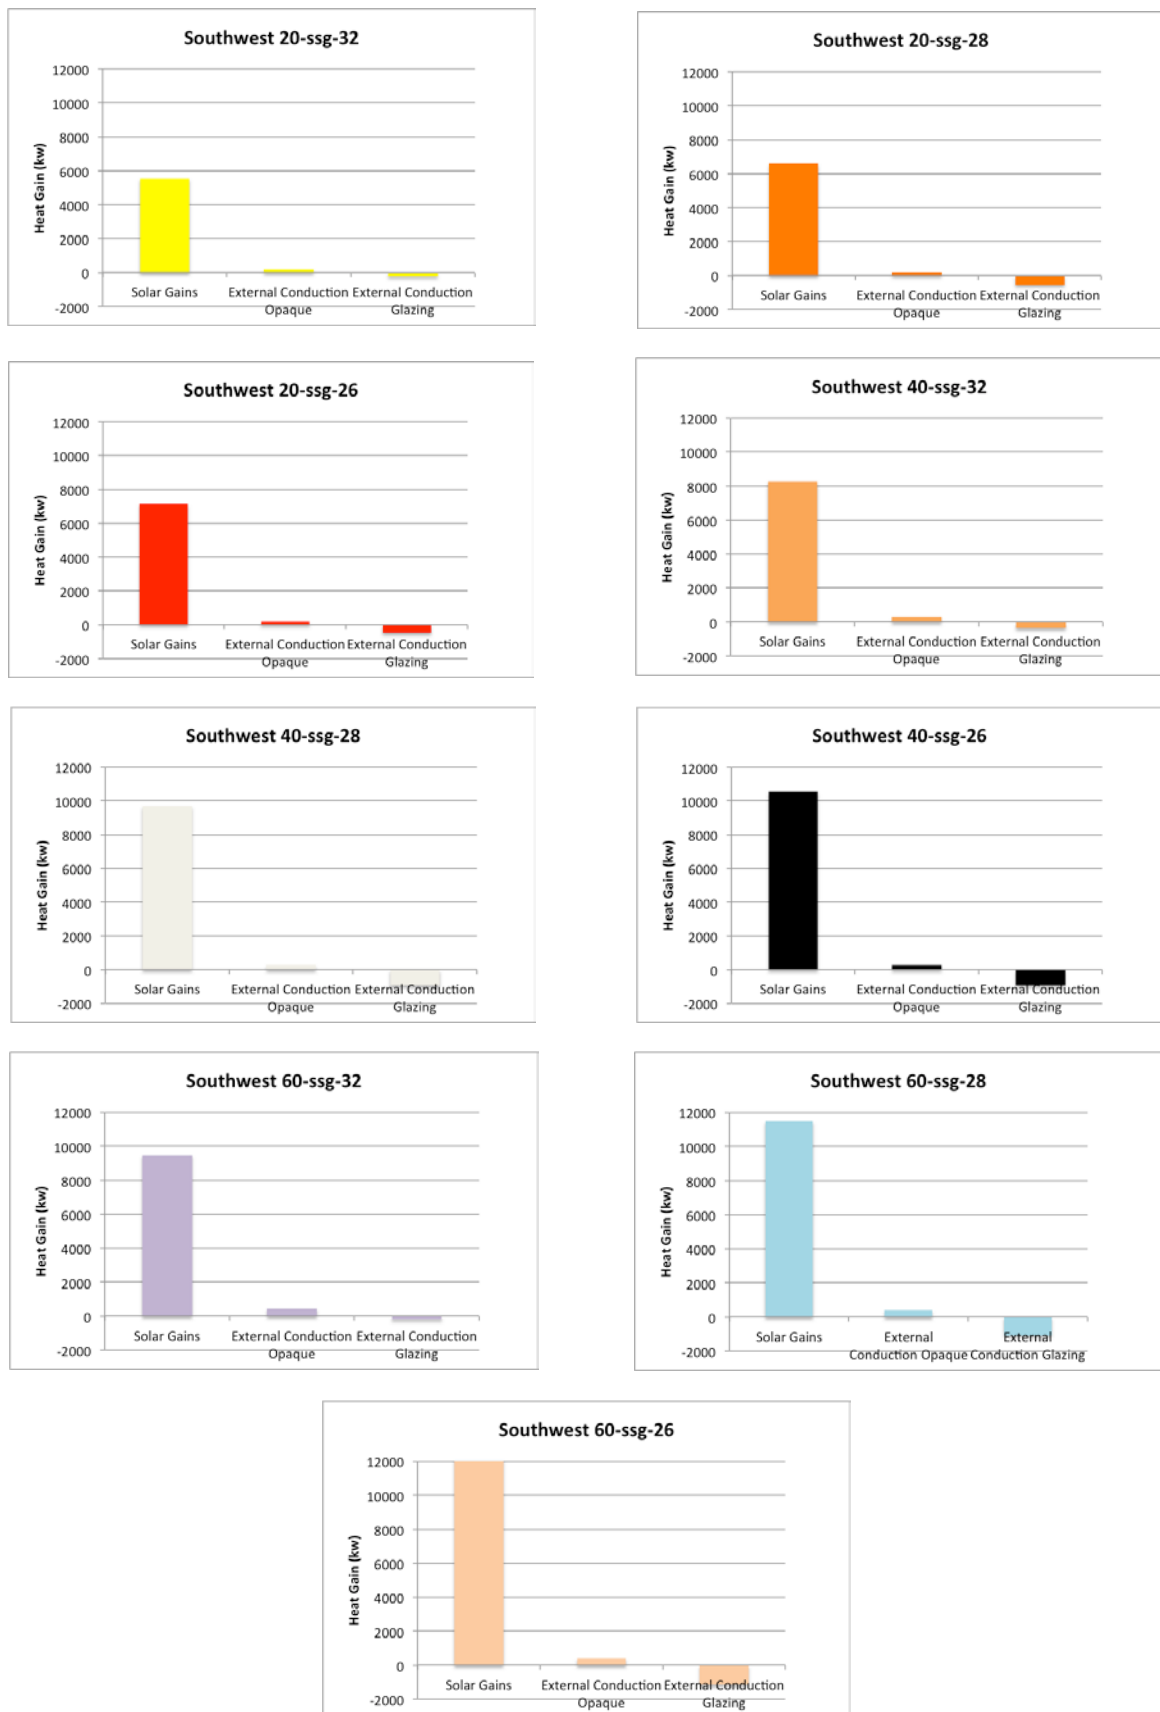 Southwest 20-ssg-32
Heat Gain (kw)
12000
10000
8000
6000
4000
2000
0
-2000
Solar Gains
External Conduction
Opaque
External Conduction
Glazing
Southwest 20-ssg-28
Heat Gain (kw)
12000
10000
8000
6000
4000
2000
0
-2000
Solar Gains
External Conduction
Opaque
External Conduction
Glazing
Southwest 20-ssg-26
Heat Gain (kw)
12000
10000
8000
6000
4000
2000
0
-2000
Solar Gains
External Conduction
Opaque
External Conduction
Glazing
Southwest 40-ssg-32
Heat Gain (kw)
12000
10000
8000
6000
4000
2000
0
-2000
Solar Gains
External Conduction
Opaque
External Conduction
Glazing
Southwest 40-ssg-28
Heat Gain (kw)
12000
10000
8000
6000
4000
2000
0
-2000
Solar Gains
External Conduction
Opaque
External Conduction
Glazing
Southwest 40-ssg-26
Heat Gain (kw)
12000
10000
8000
6000
4000
2000
0
-2000
Solar Gains
External Conduction
Opaque
External Conduction
Glazing
Southwest 60-ssg-32
Heat Gain (kw)
12000
10000
8000
6000
4000
2000
0
-2000
Solar Gains
External Conduction
Opaque
External Conduction
Glazing
Southwest 60-ssg-28
Heat Gain (kw)
12000
10000
8000
6000
4000
2000
0
-2000
Solar Gains
External
Conduction Opaque
External
Conduction Glazing
Southwest 60-ssg-26
Heat Gain (kw)
12000
10000
8000
6000
4000
2000
0
-2000
Solar Gains
External Conduction
Opaque
External Conduction
Glazing